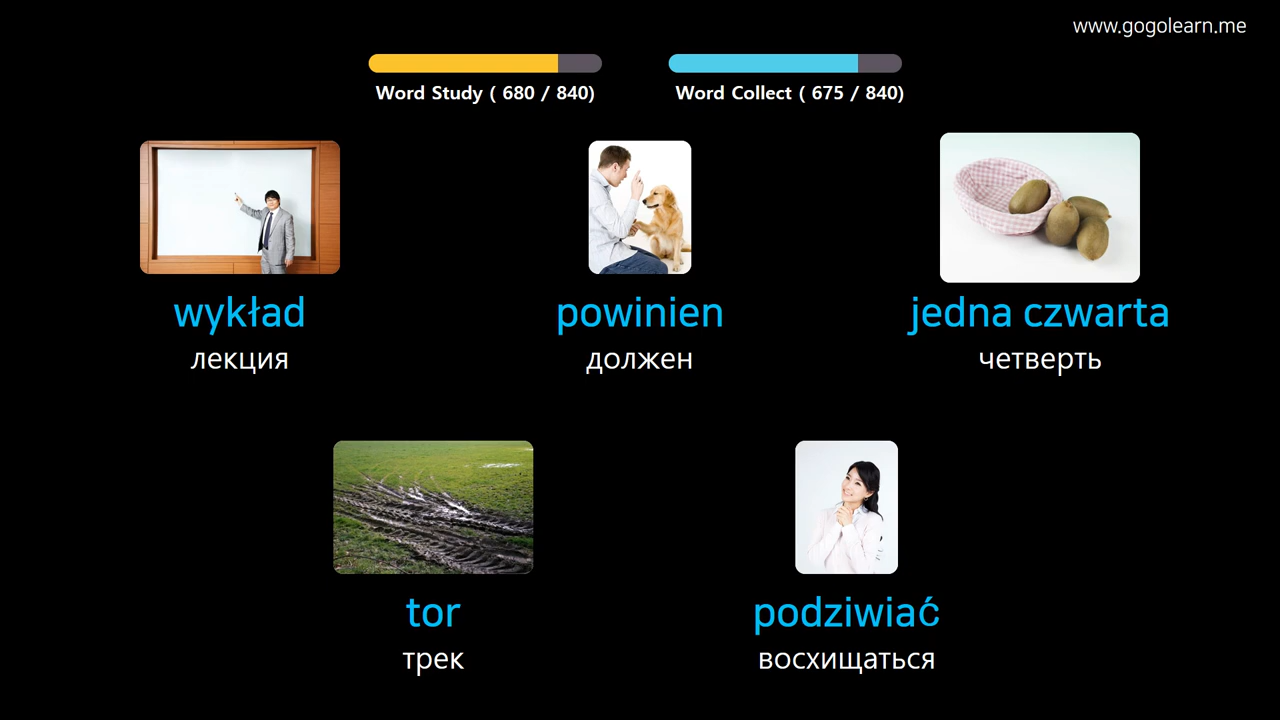 www.gogolearn.me
Word Study ( 680 / 840)
Word Collect ( 675 / 840)
wykład
лекция
powinien
должен
jedna czwarta
четверть
tor
трек
podziwiać
восхищаться